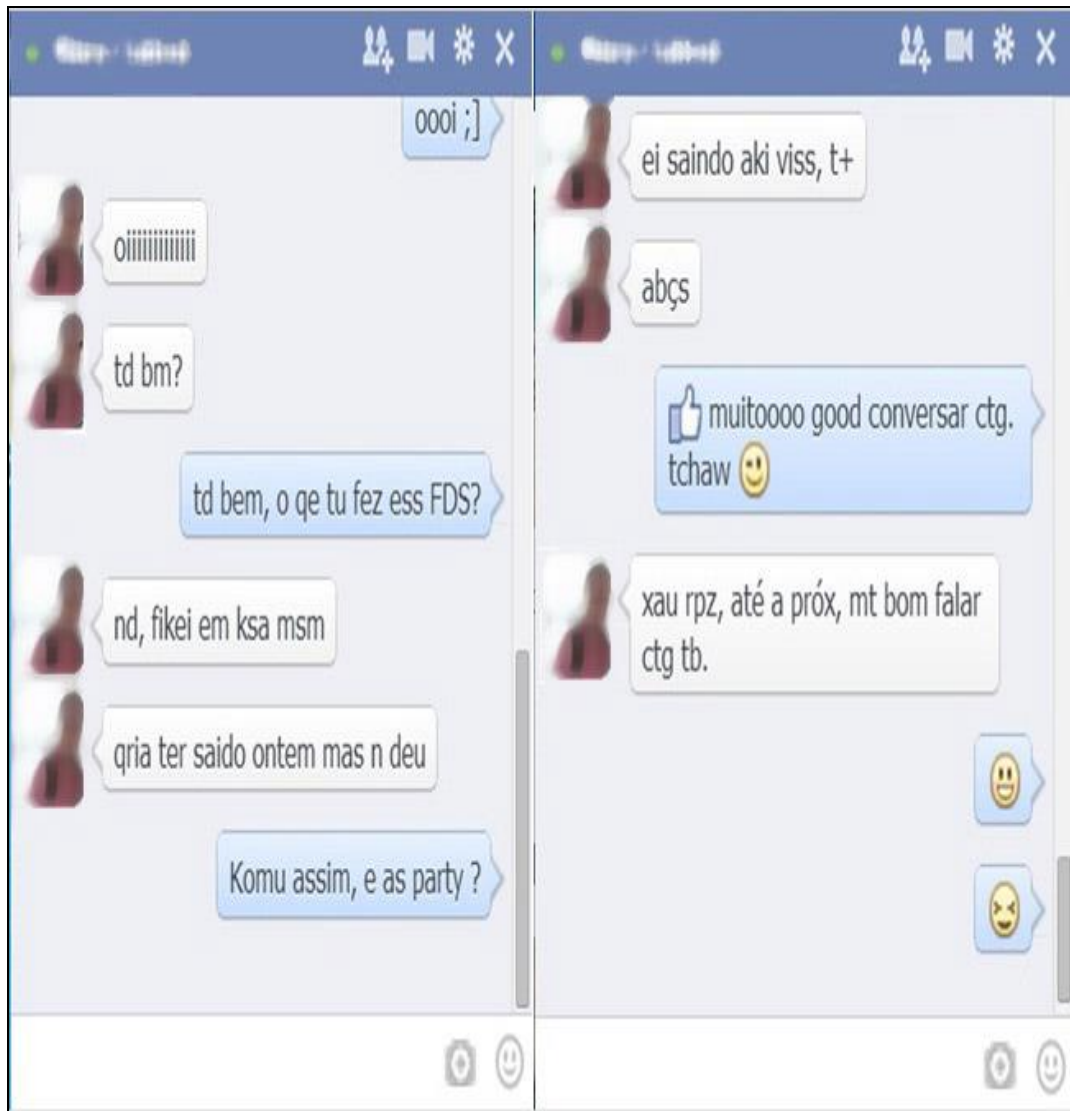 oooi ;]
oiiiiiiiiiiiii
td bm?
td bem, o qe tu fez ess FDS?
nd, fikei em ksa msm
qria ter saido ontem mas n deu
Komu assim, e as party ?
ei saindo aki viss, t+
abçs
muitoooo good conversar ctg.
tchaw
xau rpz, até a próx, mt bom falar
ctg tb.